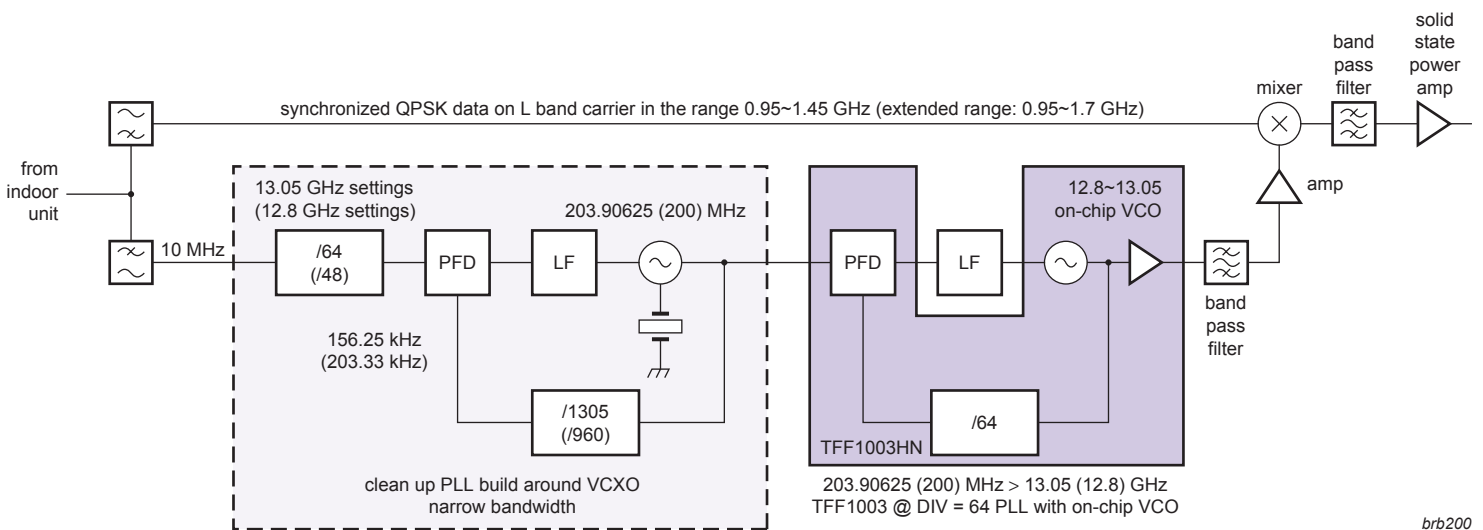 solid
state
power
amp
band
pass
filter
mixer
synchronized QPSK data on L band carrier in the range 0.95~1.45 GHz (extended range: 0.95~1.7 GHz)
from
indoor
unit
10 MHz
13.05 GHz settings
(12.8 GHz settings)
203.90625 (200) MHz
/64
(/48)
PFD
LF
156.25 kHz
(203.33 kHz)
/1305
(/960)
clean up PLL build around VCXO
narrow bandwidth
12.8~13.05
on-chip VCO
PFD
LF
/64
TFF1003HN
203.90625 (200) MHz > 13.05 (12.8) GHz
TFF1003 @ DIV = 64 PLL with on-chip VCO
amp
band
pass
filter
brb200